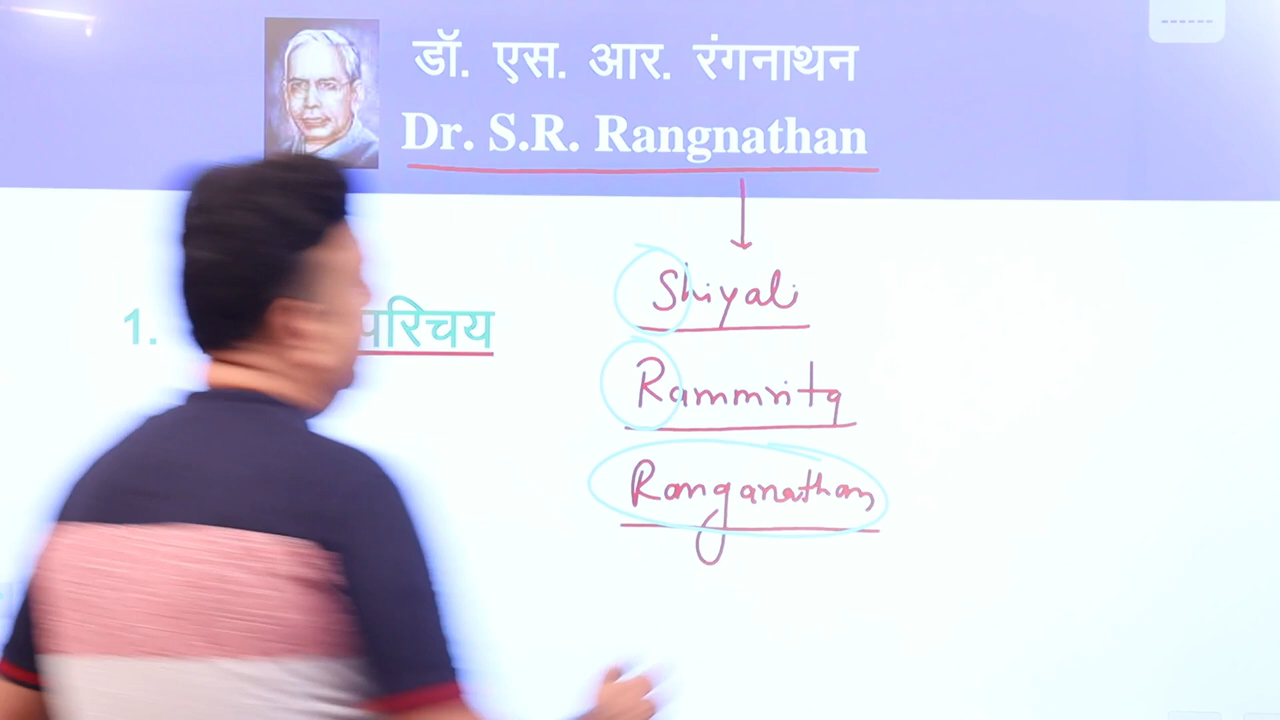 डॉ. एस. आर. रंगनाथन
Dr. S.R. Rangnathan
Shiyali
1. परिचय
Rammrita
Ranganathan